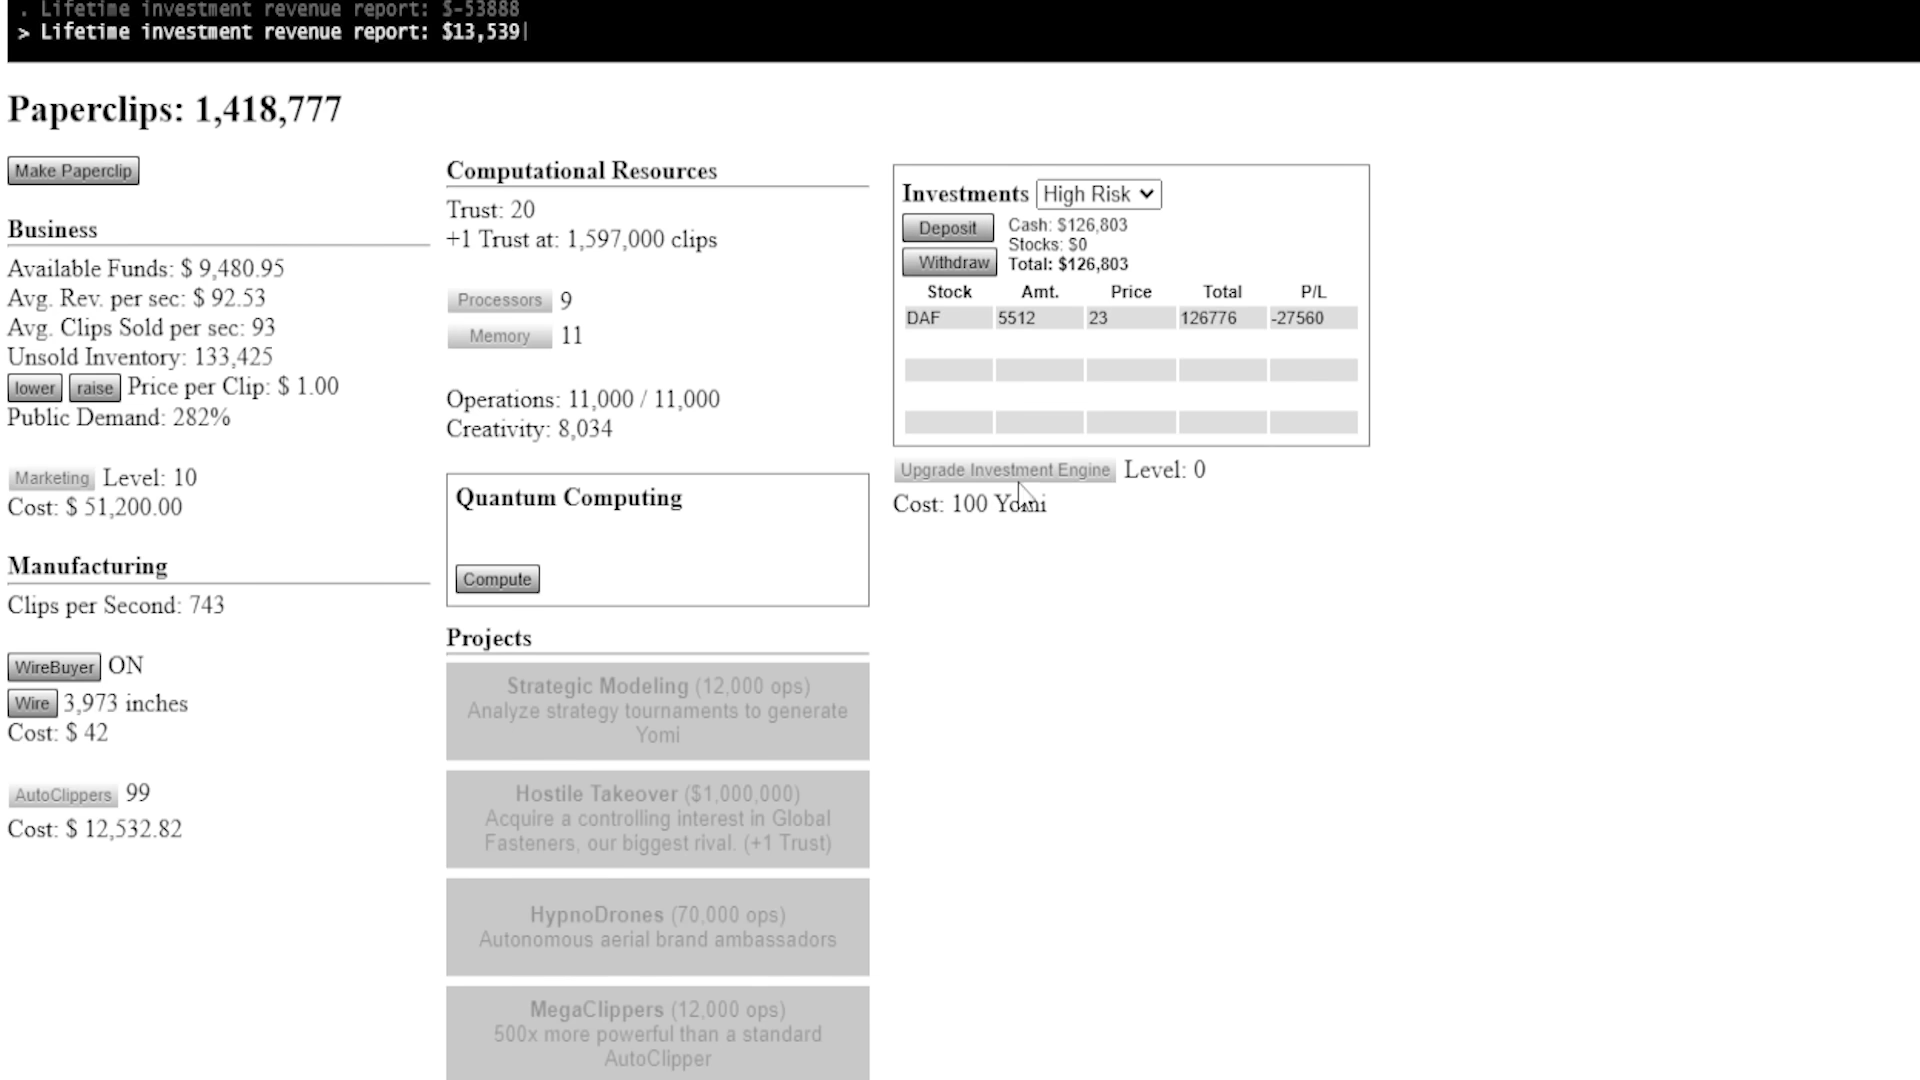 . Lifetime investment revenue report: $-53888
> Lifetime investment revenue report: $13,539
Paperclips: 1,418,777
Make Paperclip
Business
Available Funds: $ 9,480.95
Avg. Rev. per sec: $ 92.53
Avg. Clips Sold per sec: 93
Unsold Inventory: 133,425
lower raise Price per Clip: $ 1.00
Public Demand: 282%
Marketing Level: 10
Cost: $ 51,200.00
Manufacturing
Clips per Second: 743
WireBuyer ON
Wire 3,973 inches
Cost: $ 42
AutoClippers 99
Cost: $ 12,532.82
Computational Resources
Trust: 20
+1 Trust at: 1,597,000 clips
Processors 9
Memory 11
Operations: 11,000 / 11,000
Creativity: 8,034
Quantum Computing
Compute
Projects
Strategic Modeling (12,000 ops)
Analyze strategy tournaments to generate
Yomi
Hostile Takeover ($1,000,000)
Acquire a controlling interest in Global
Fasteners, our biggest rival. (+1 Trust)
HypnoDrones (70,000 ops)
Autonomous aerial brand ambassadors
MegaClippers (12,000 ops)
500x more powerful than a standard
AutoClipper
Investments High Risk
Deposit Cash: $126,803
Stocks: $0
Withdraw Total: $126,803
Stock Amt. Price Total P/L
DAF 5512 23 126776 -27560
Upgrade Investment Engine Level: 0
Cost: 100 Yomi